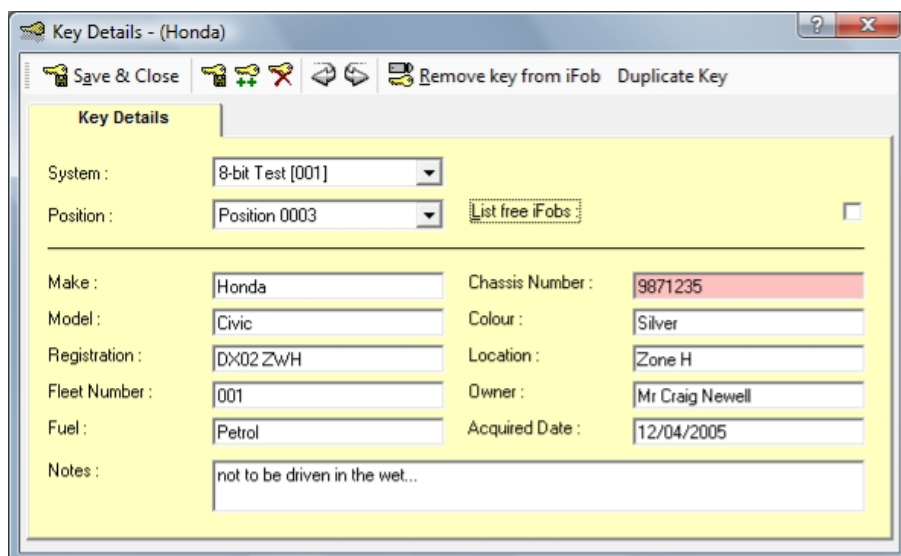 Key Details - (Honda)
Save & Close Remove key from iFob Duplicate Key
Key Details
System : 8-bit Test [001]
Position : Position 0003 List free iFobs :
Make : Honda Chassis Number : 9871235
Model : Civic Colour : Silver
Registration : DX02 ZWH Location : Zone H
Fleet Number : 001 Owner : Mr Craig Newell
Fuel : Petrol Acquired Date : 12/04/2005
Notes : not to be driven in the wet...